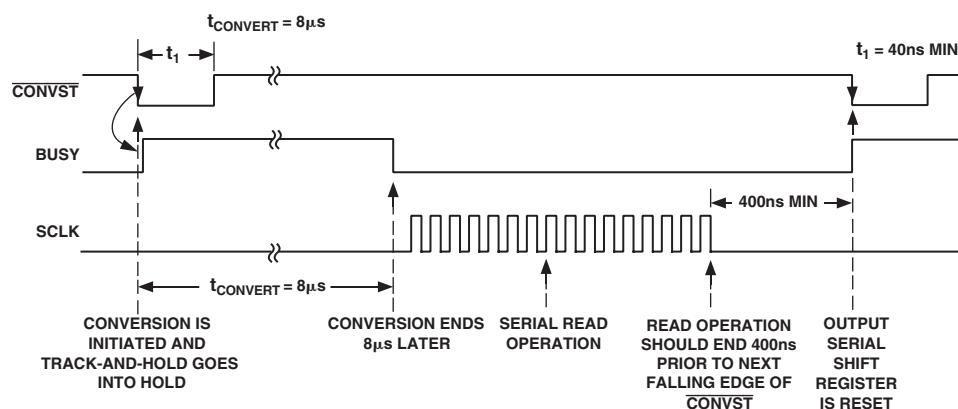 tCONVERT = 8µs
t1
t1 = 40ns MIN
CONVST
BUSY
400ns MIN
SCLK
tCONVERT = 8µs
CONVERSION IS
INITIATED AND
TRACK-AND-HOLD GOES
INTO HOLD
CONVERSION ENDS
8µs LATER
SERIAL READ
OPERATION
READ OPERATION
SHOULD END 400ns
PRIOR TO NEXT
FALLING EDGE OF
CONVST
OUTPUT
SERIAL
SHIFT
REGISTER
IS RESET